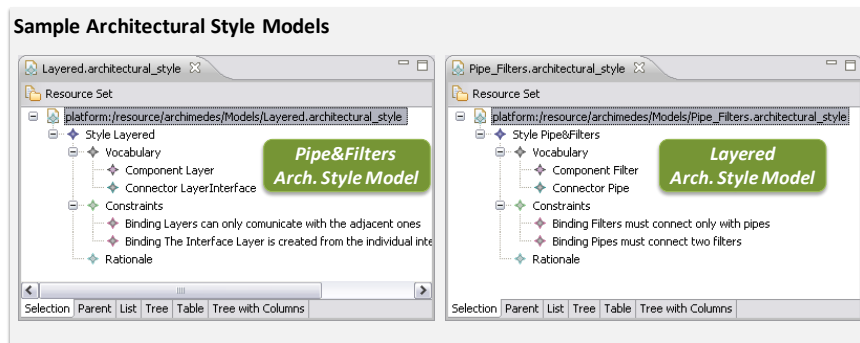 Sample Architectural Style Models
Layered.architectural_style
Resource Set
platform:/resource/archimedes/Models/Layered.architectural_style
Style Layered
Vocabulary
Component Layer
Connector LayerInterface
Constraints
Binding Layers can only comunicate with the adjacent ones
Binding The Interface Layer is created from the individual inte
Rationale
Pipe&Filters
Arch. Style Model
Selection Parent List Tree Table Tree with Columns
Pipe_Filters.architectural_style
Resource Set
platform:/resource/archimedes/Models/Pipe_Filters.architectural_style
Style Pipe&Filters
Vocabulary
Component Filter
Connector Pipe
Constraints
Binding Filters must connect only with pipes
Binding Pipes must connect two filters
Rationale
Layered
Arch. Style Model
Selection Parent List Tree Table Tree with Columns